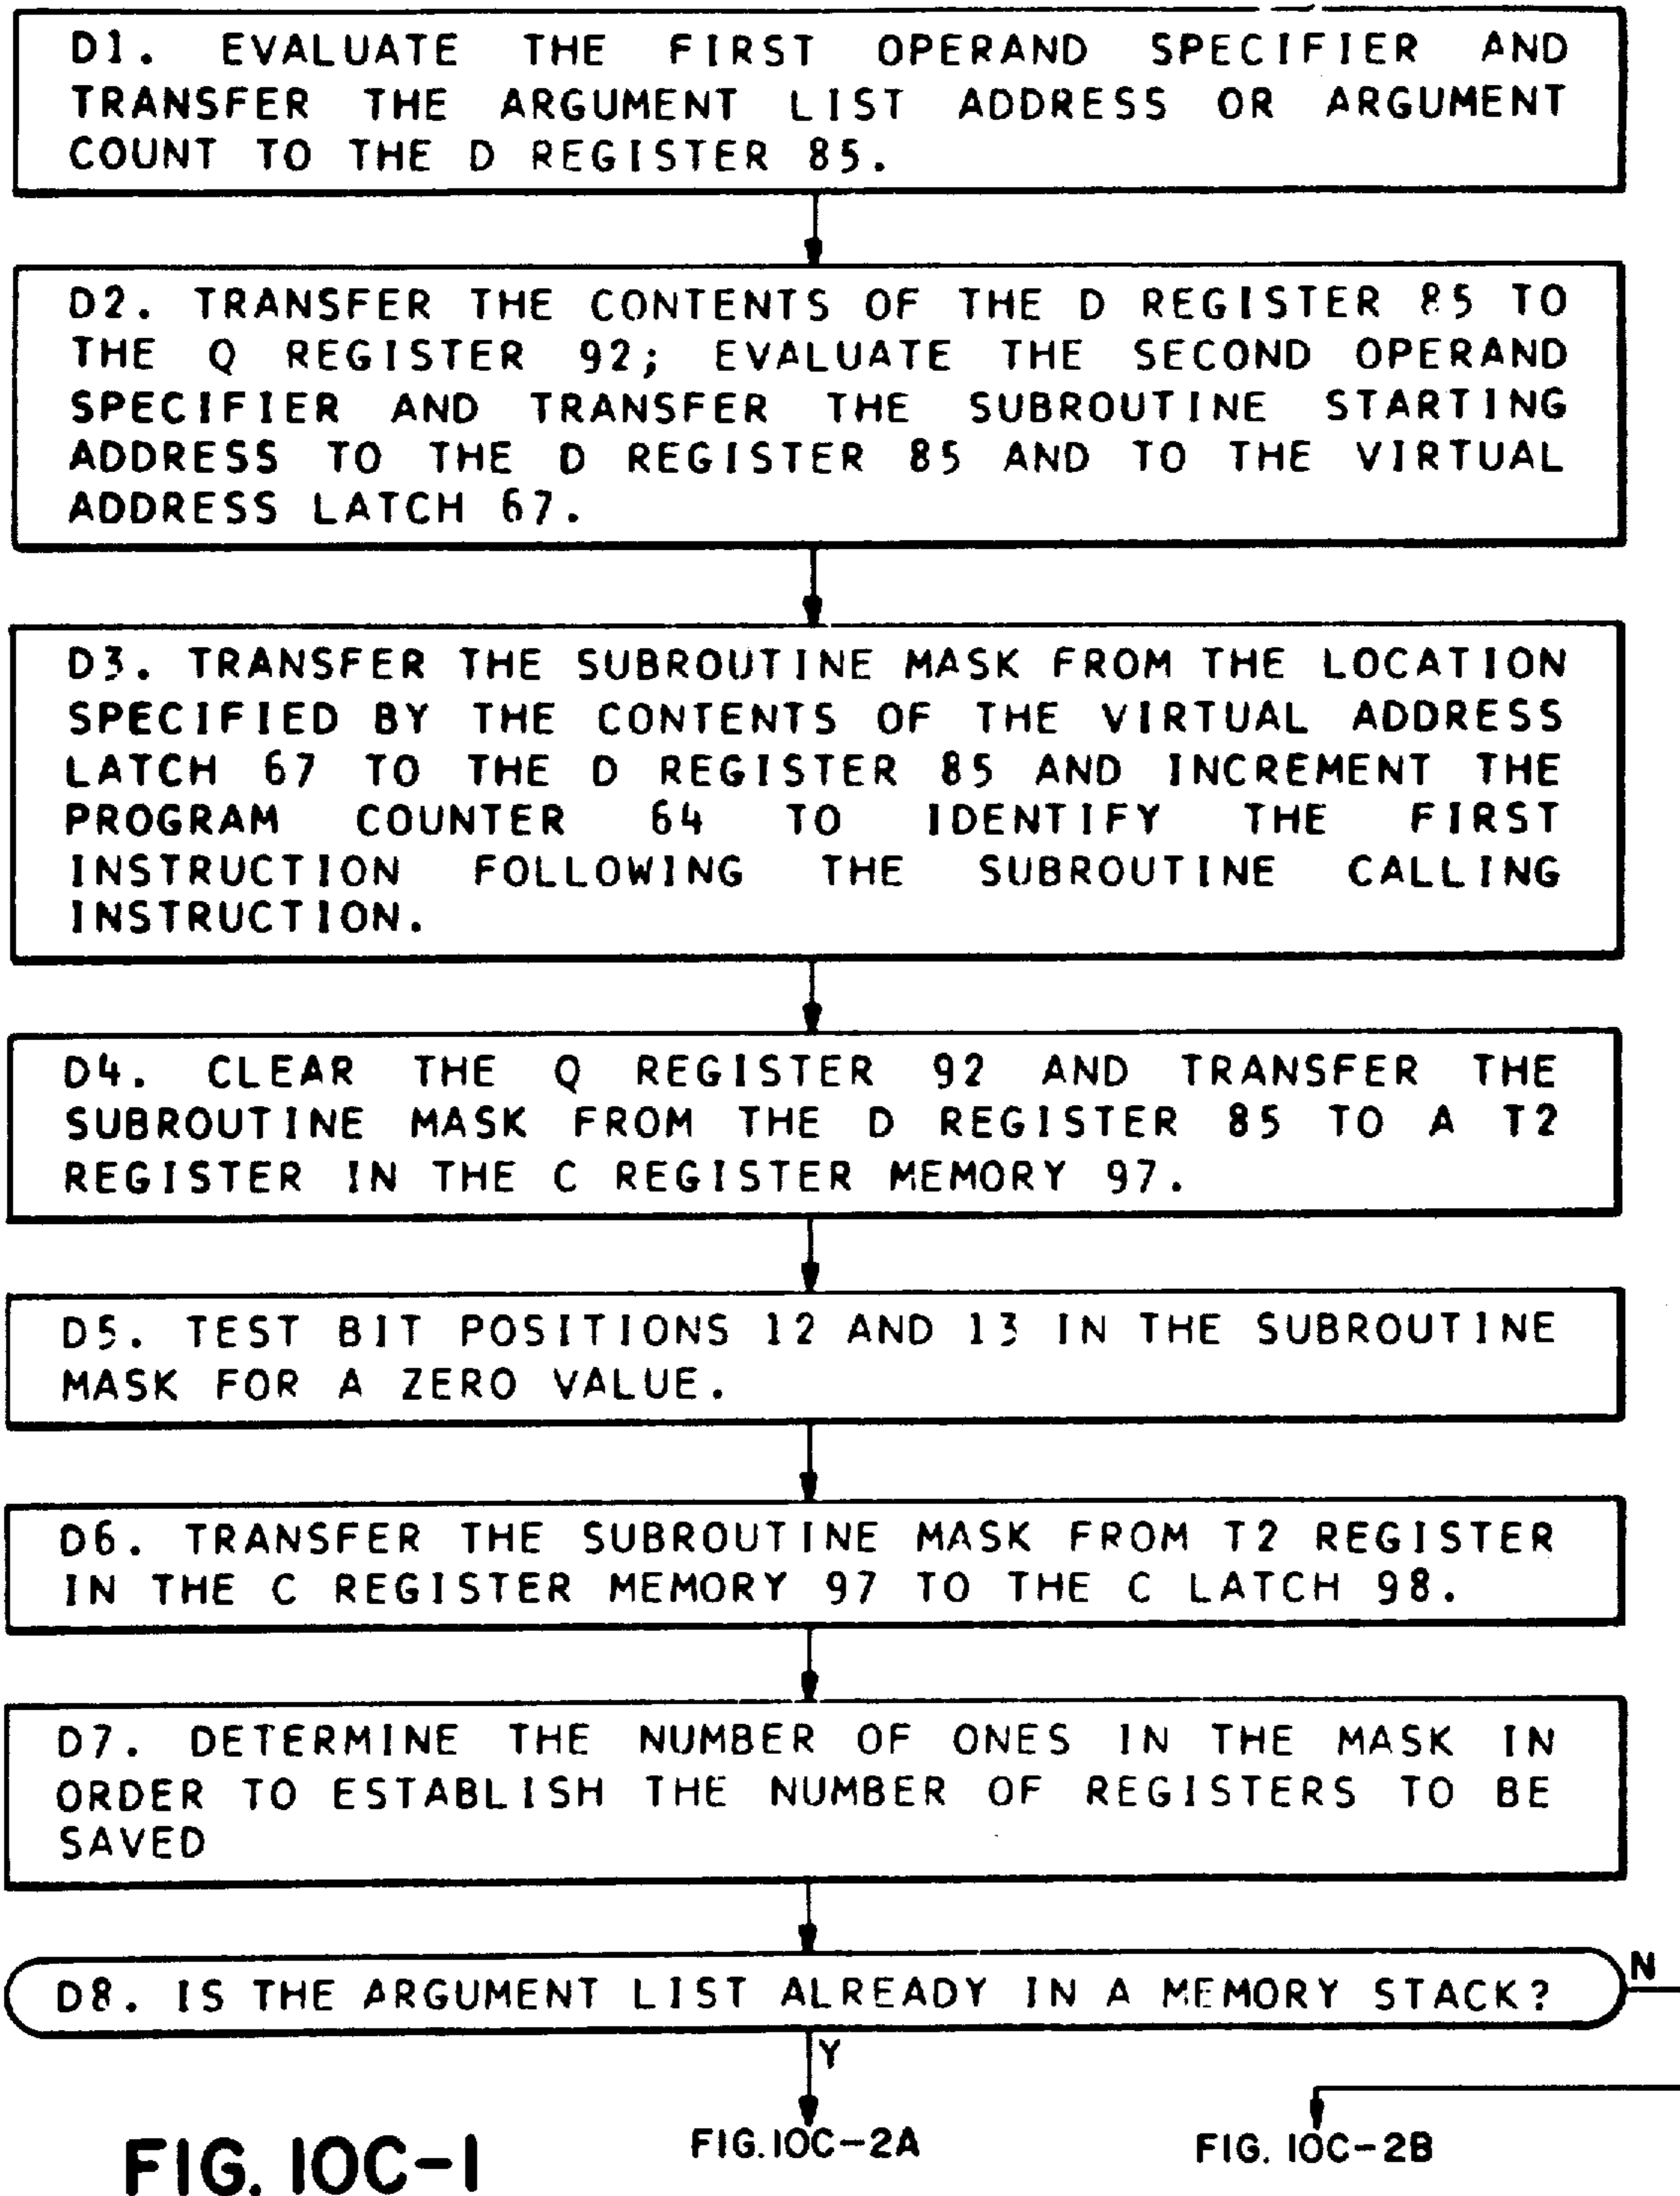 D1. EVALUATE THE FIRST OPERAND SPECIFIER AND
TRANSFER THE ARGUMENT LIST ADDRESS OR ARGUMENT
COUNT TO THE D REGISTER 85.
D2. TRANSFER THE CONTENTS OF THE D REGISTER 85 TO
THE Q REGISTER 92; EVALUATE THE SECOND OPERAND
SPECIFIER AND TRANSFER THE SUBROUTINE STARTING
ADDRESS TO THE D REGISTER 85 AND TO THE VIRTUAL
ADDRESS LATCH 67.
D3. TRANSFER THE SUBROUTINE MASK FROM THE LOCATION
SPECIFIED BY THE CONTENTS OF THE VIRTUAL ADDRESS
LATCH 67 TO THE D REGISTER 85 AND INCREMENT THE
PROGRAM COUNTER 64 TO IDENTIFY THE FIRST
INSTRUCTION FOLLOWING THE SUBROUTINE CALLING
INSTRUCTION.
D4. CLEAR THE Q REGISTER 92 AND TRANSFER THE
SUBROUTINE MASK FROM THE D REGISTER 85 TO A T2
REGISTER IN THE C REGISTER MEMORY 97.
D5. TEST BIT POSITIONS 12 AND 13 IN THE SUBROUTINE
MASK FOR A ZERO VALUE.
D6. TRANSFER THE SUBROUTINE MASK FROM T2 REGISTER
IN THE C REGISTER MEMORY 97 TO THE C LATCH 98.
D7. DETERMINE THE NUMBER OF ONES IN THE MASK IN
ORDER TO ESTABLISH THE NUMBER OF REGISTERS TO BE
SAVED
D8. IS THE ARGUMENT LIST ALREADY IN A MEMORY STACK?
N
Y
FIG. 10C-1
FIG. 10C-2A
FIG. 10C-2B